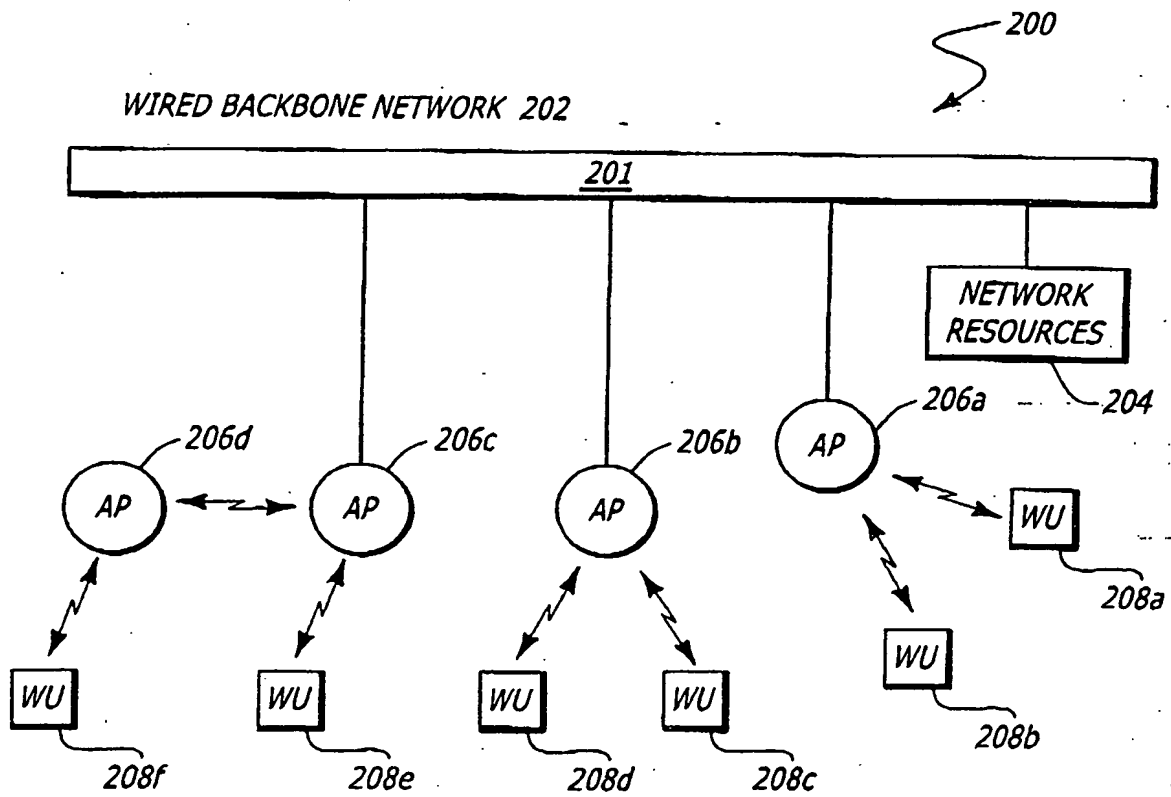 200
WIRED BACKBONE NETWORK 202
201
NETWORK
RESOURCES
204
206a
AP
206b
AP
206c
AP
206d
AP
WU
208a
WU
208b
WU
208c
WU
208d
WU
208e
WU
208f